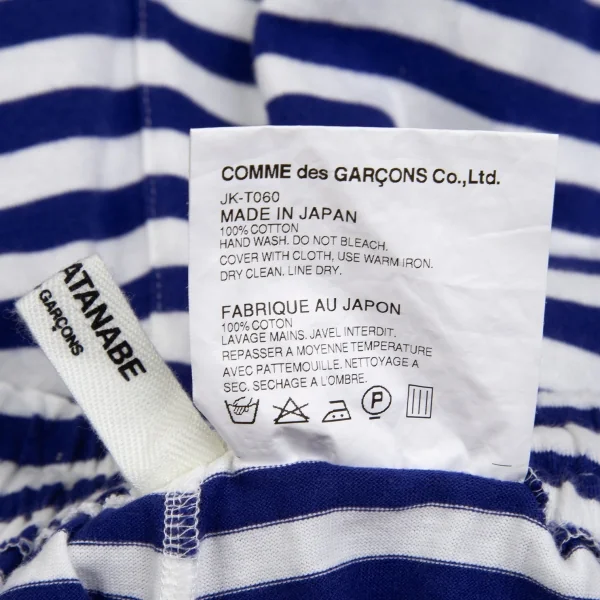 COMME des GARÇONS Co.,Ltd.
JK-T060
MADE IN JAPAN
100% COTTON
HAND WASH. DO NOT BLEACH.
COVER WITH CLOTH, USE WARM IRON.
DRY CLEAN. LINE DRY.
FABRIQUE AU JAPON
100% COTON
LAVAGE MAINS. JAVEL INTERDIT.
REPASSER A MOYENNE TEMPERATURE
AVEC PATTEMOUILLE. NETTOYAGE A
SEC. SECHAGE A L'OMBRE.
P
ATANABE
GARÇONS